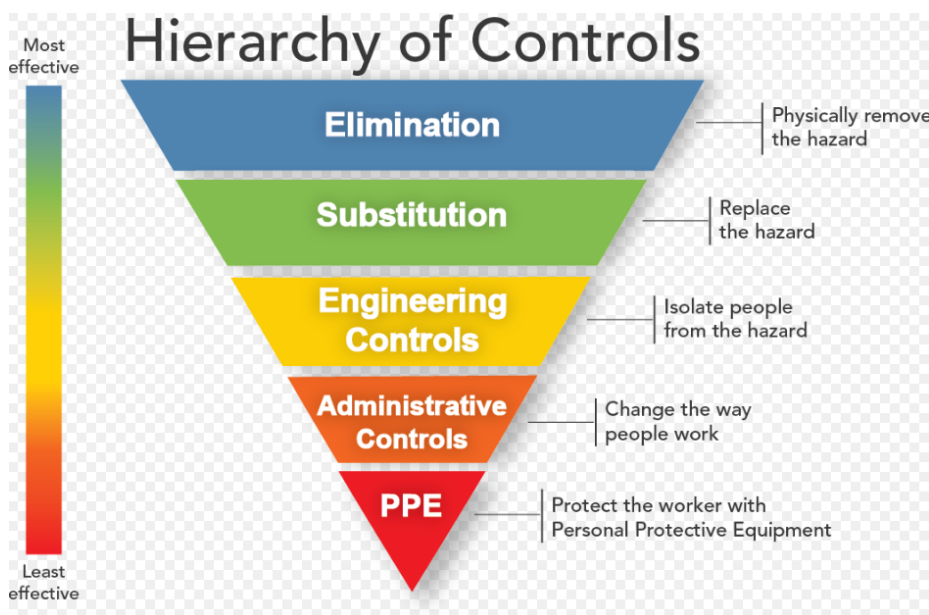 Hierarchy of Controls
Most
effective
Elimination
Physically remove
the hazard
Substitution
Replace
the hazard
Engineering
Controls
Isolate people
from the hazard
Administrative
Controls
Change the way
people work
PPE
Protect the worker with
Personal Protective Equipment
Least
effective